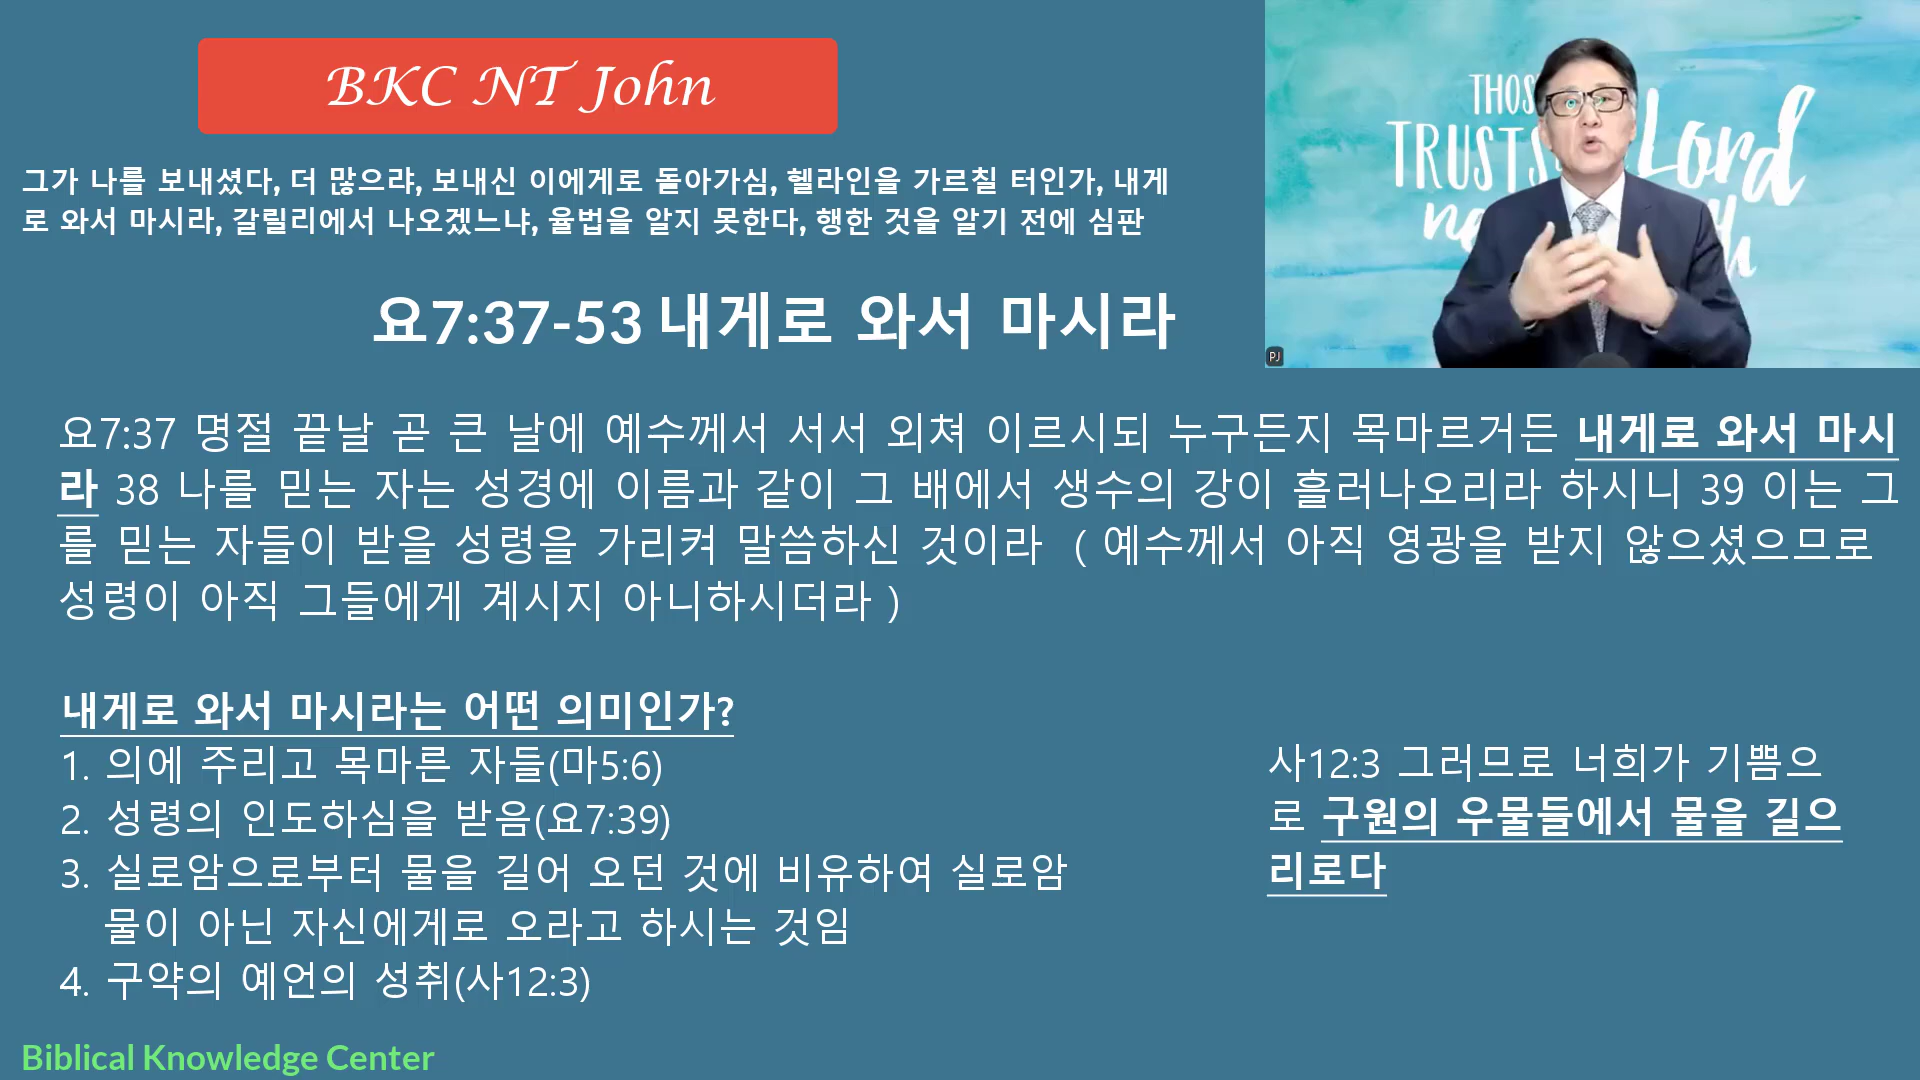 BKC NT John
그가 나를 보내셨다, 더 많으랴, 보내신 이에게로 돌아가심, 헬라인을 가르칠 터인가, 내게
로 와서 마시라, 갈릴리에서 나오겠느냐, 율법을 알지 못한다, 행한 것을 알기 전에 심판
THOS
TRUSTS
Lord
PJ
요7:37-53 내게로 와서 마시라
요7:37 명절 끝날 곧 큰 날에 예수께서 서서 외쳐 이르시되 누구든지 목마르거든 내게로 와서 마시
라 38 나를 믿는 자는 성경에 이름과 같이 그 배에서 생수의 강이 흘러나오리라 하시니 39 이는 그
를 믿는 자들이 받을 성령을 가리켜 말씀하신 것이라 ( 예수께서 아직 영광을 받지 않으셨으므로
성령이 아직 그들에게 계시지 아니하시더라 )
내게로 와서 마시라는 어떤 의미인가?
1. 의에 주리고 목마른 자들(마5:6)
2. 성령의 인도하심을 받음(요7:39)
3. 실로암으로부터 물을 길어 오던 것에 비유하여 실로암
물이 아닌 자신에게로 오라고 하시는 것임
4. 구약의 예언의 성취(사12:3)
사12:3 그러므로 너희가 기쁨으
로 구원의 우물들에서 물을 길으
리로다
Biblical Knowledge Center